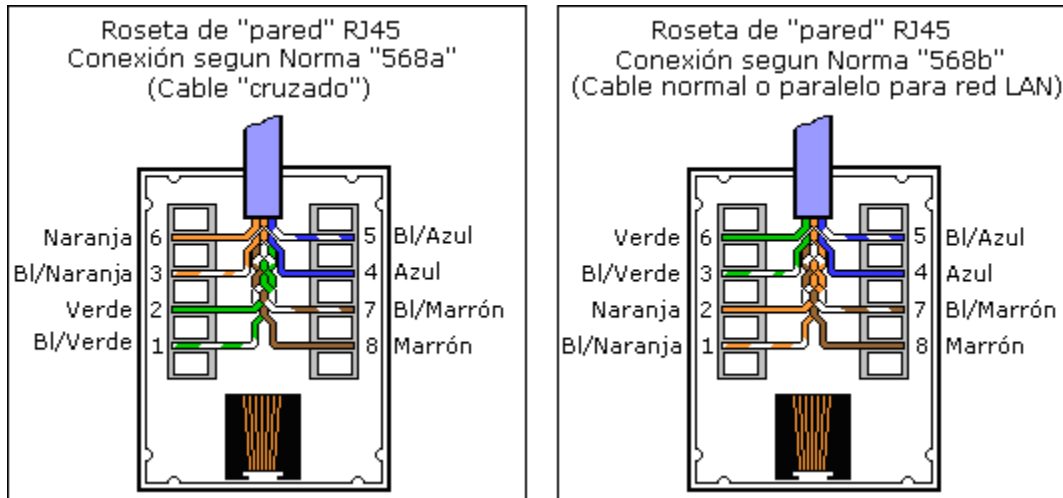 Roseta de "pared" RJ45
Conexión segun Norma "568a"
(Cable "cruzado")
Naranja 6 5 Bl/Azul
Bl/Naranja 3 4 Azul
Verde 2 7 Bl/Marrón
Bl/Verde 1 8 Marrón
Roseta de "pared" RJ45
Conexión segun Norma "568b"
(Cable normal o paralelo para red LAN)
Verde 6 5 Bl/Azul
Bl/Verde 3 4 Azul
Naranja 2 7 Bl/Marrón
Bl/Naranja 1 8 Marrón